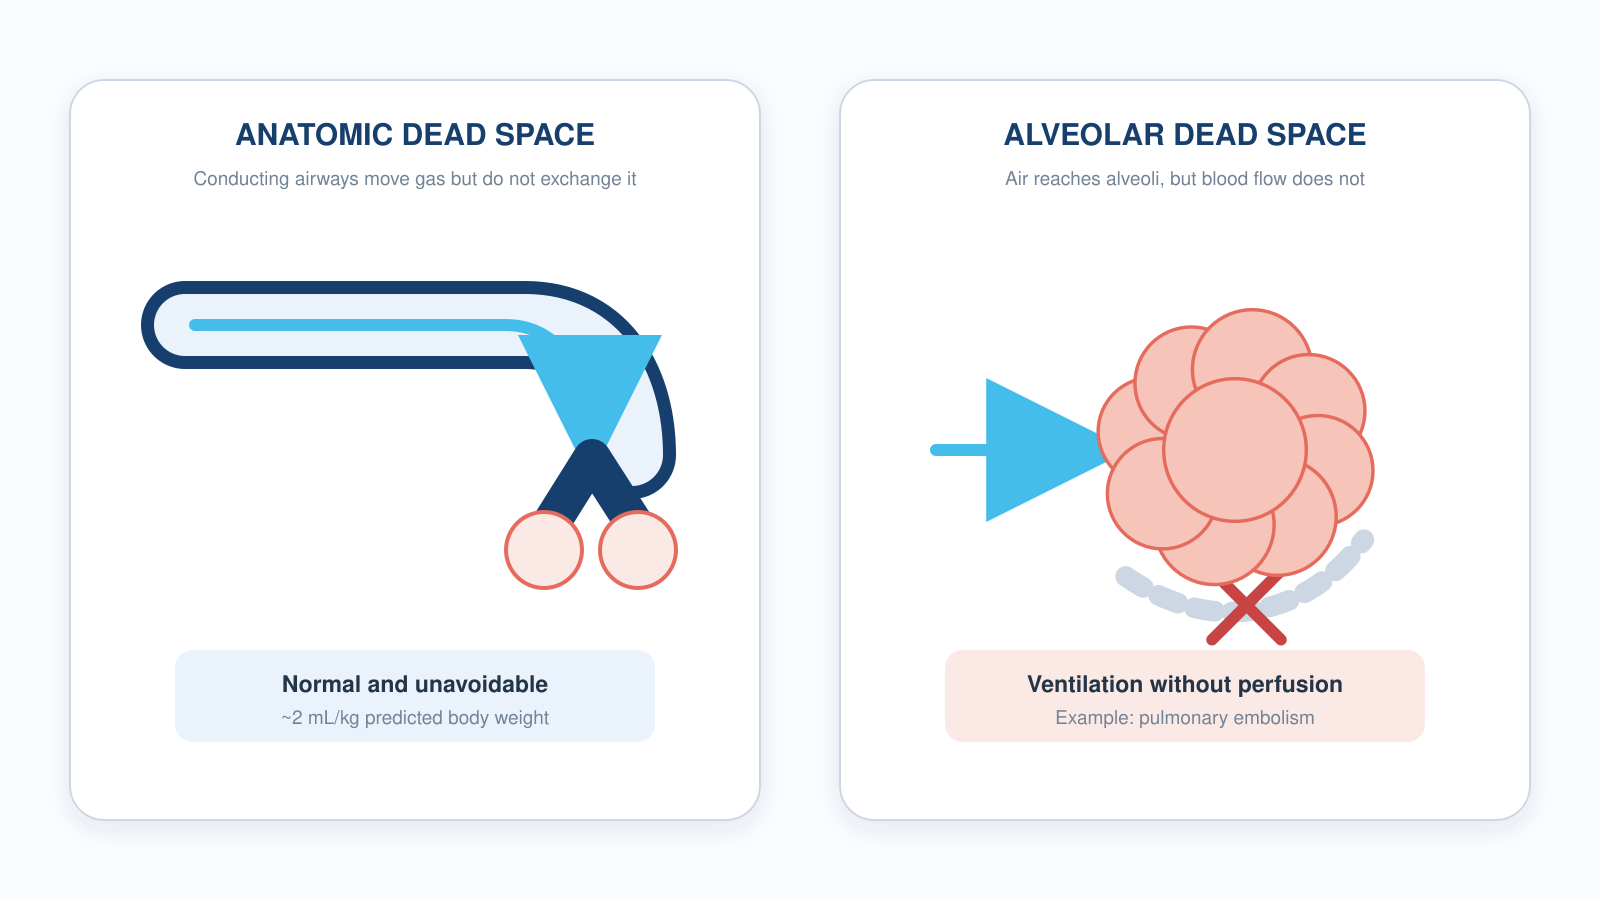 ANATOMIC DEAD SPACE
Conducting airways move gas but do not exchange it
Normal and unavoidable
~2 mL/kg predicted body weight
ALVEOLAR DEAD SPACE
Air reaches alveoli, but blood flow does not
Ventilation without perfusion
Example: pulmonary embolism